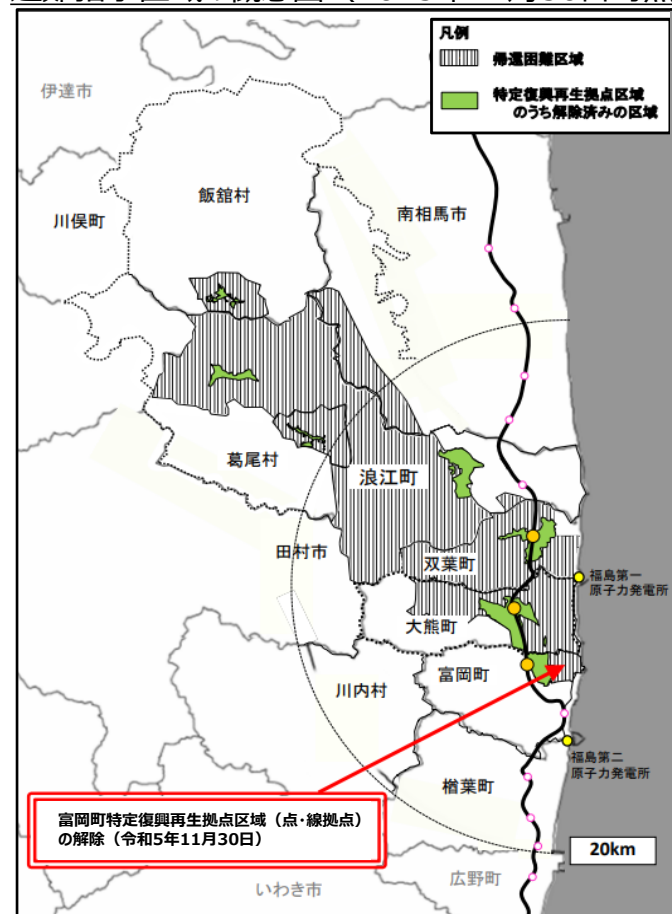 凡例
帰還困難区域
特定復興再生拠点区域
のうち解除済みの区域
伊達市
飯舘村
南相馬市
川俣町
葛尾村
浪江町
田村市
双葉町
福島第一
原子力発電所
大熊町
富岡町
川内村
福島第二
原子力発電所
楢葉町
富岡町特定復興再生拠点区域（点・線拠点）
の解除（令和5年11月30日）
20km
広野町
いわき市